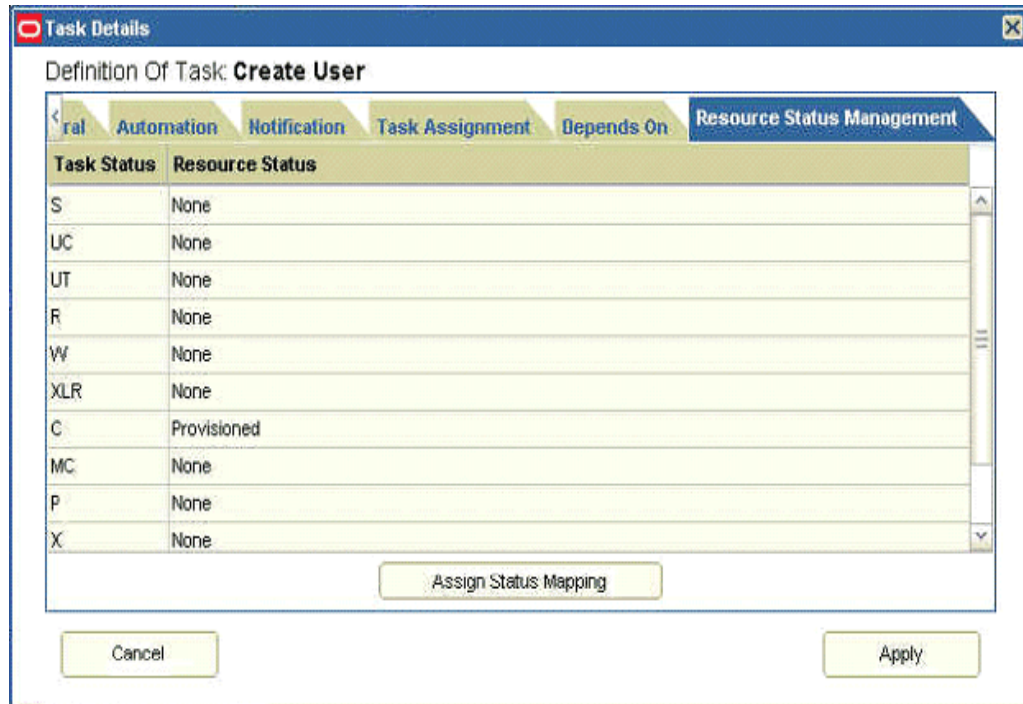 Task Details
Definition Of Task: Create User
ral Automation Notification Task Assignment Depends On Resource Status Management
Task Status Resource Status
S None
UC None
UT None
R None
W None
XLR None
C Provisioned
MC None
P None
X None
Assign Status Mapping
Cancel Apply